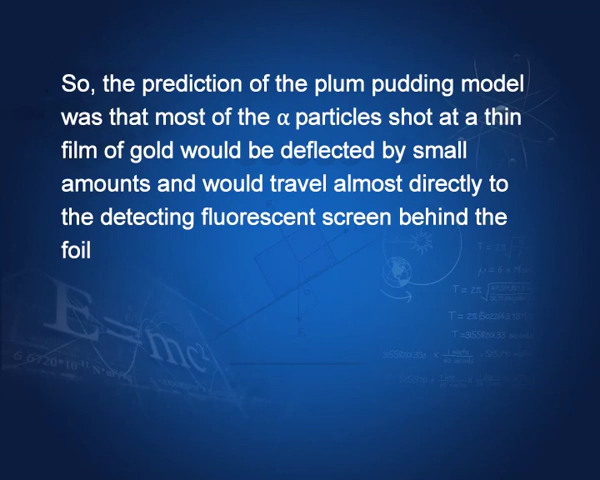 So, the prediction of the plum pudding model
was that most of the α particles shot at a thin
film of gold would be deflected by small
amounts and would travel almost directly to
the detecting fluorescent screen behind the
foil
E=mc²